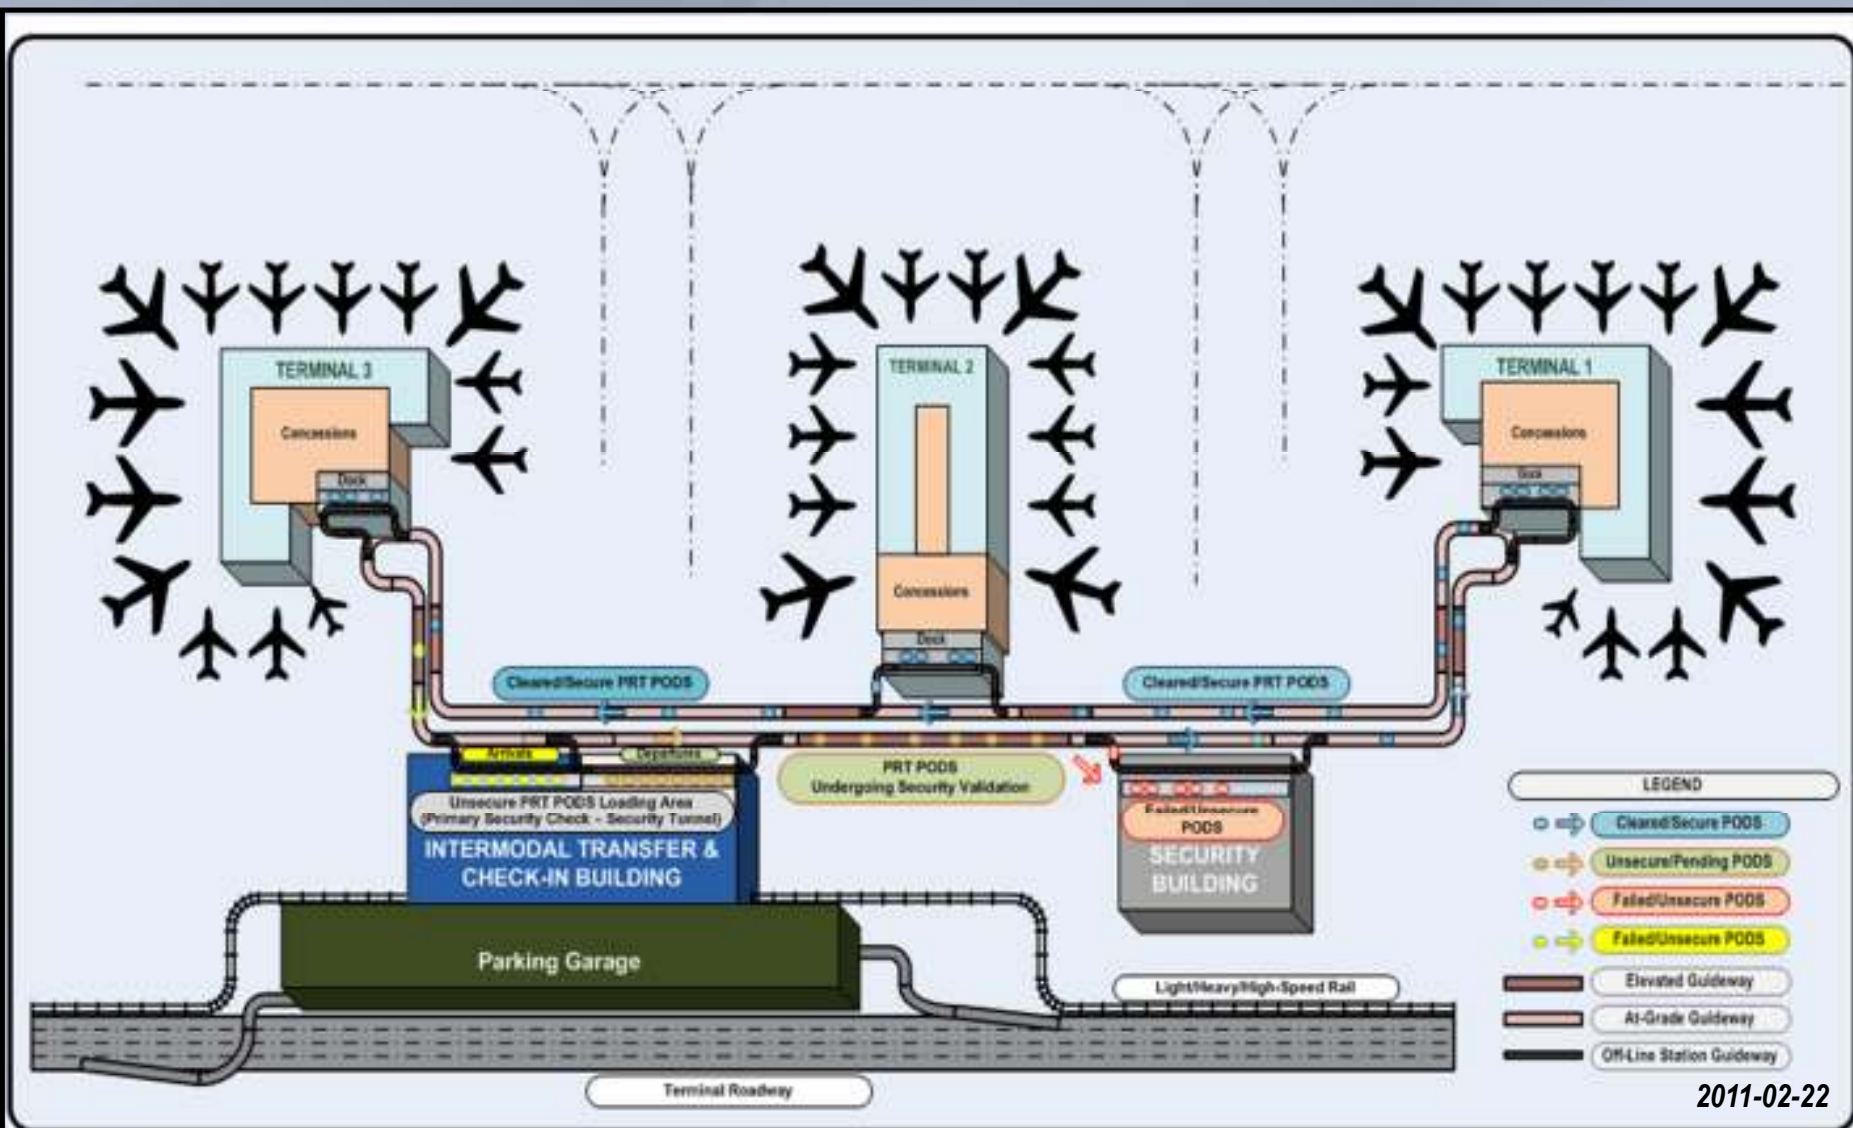 TERMINAL 3
Concessions
Dock
TERMINAL 2
Concessions
Dock
TERMINAL 1
Concessions
Dock
Cleared/Secure PRT PODS
Cleared/Secure PRT PODS
Arrivals
Departures
Unsecure PRT PODS Loading Area
(Primary Security Check - Security Tunnel)
INTERMODAL TRANSFER &
CHECK-IN BUILDING
PRT PODS
Undergoing Security Validation
Failed/Unsecure
PODS
SECURITY
BUILDING
Parking Garage
Light/Heavy/High-Speed Rail
Terminal Roadway
LEGEND
Cleared/Secure PODS
Unsecure/Pending PODS
Failed/Unsecure PODS
Failed/Unsecure PODS
Elevated Guideway
At-Grade Guideway
Off-Line Station Guideway
2011-02-22